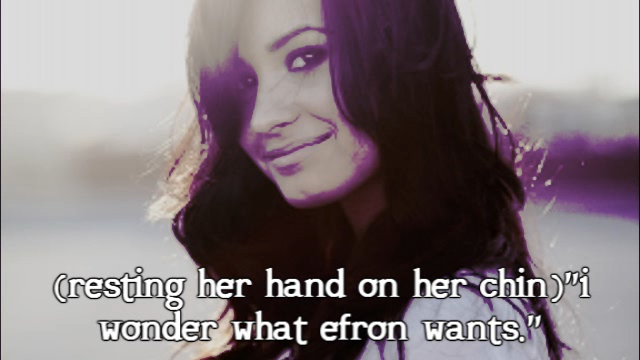 (resting her hand on her chin)"i
wonder what efron wants."